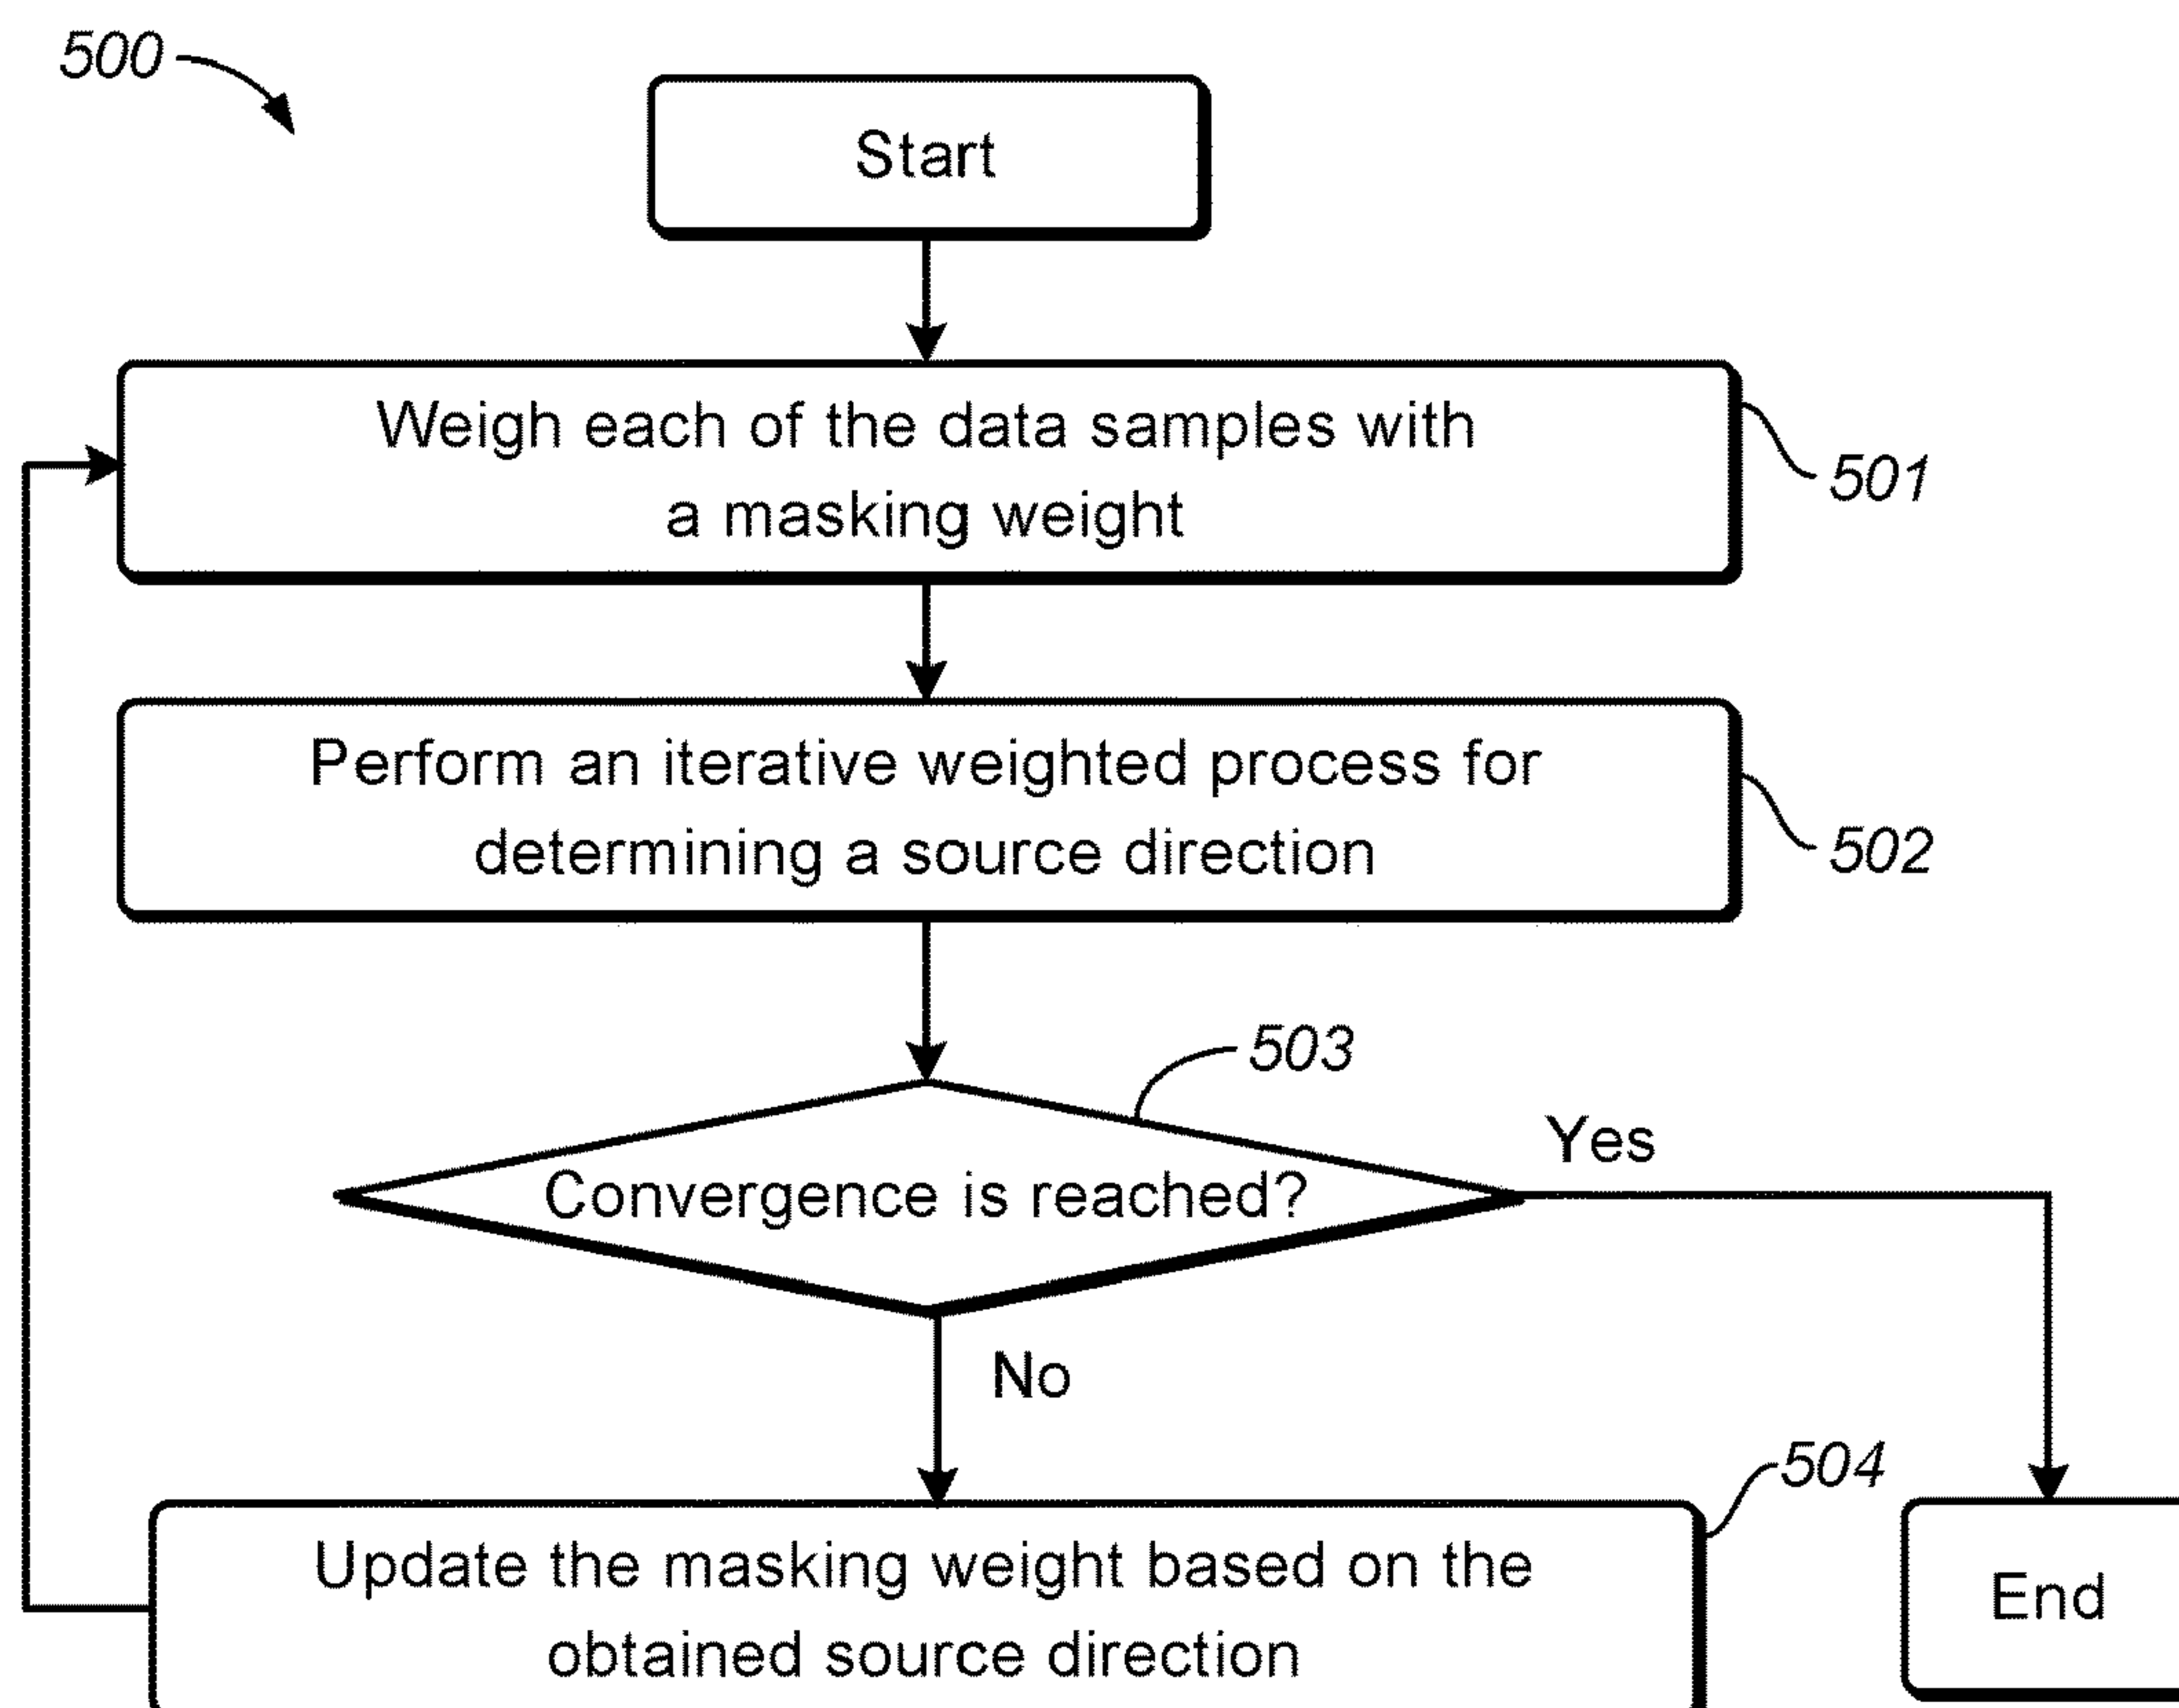 500
Start
Weigh each of the data samples with
a masking weight
501
Perform an iterative weighted process for
determining a source direction
502
503
Convergence is reached?
Yes
No
504
Update the masking weight based on the
obtained source direction
End